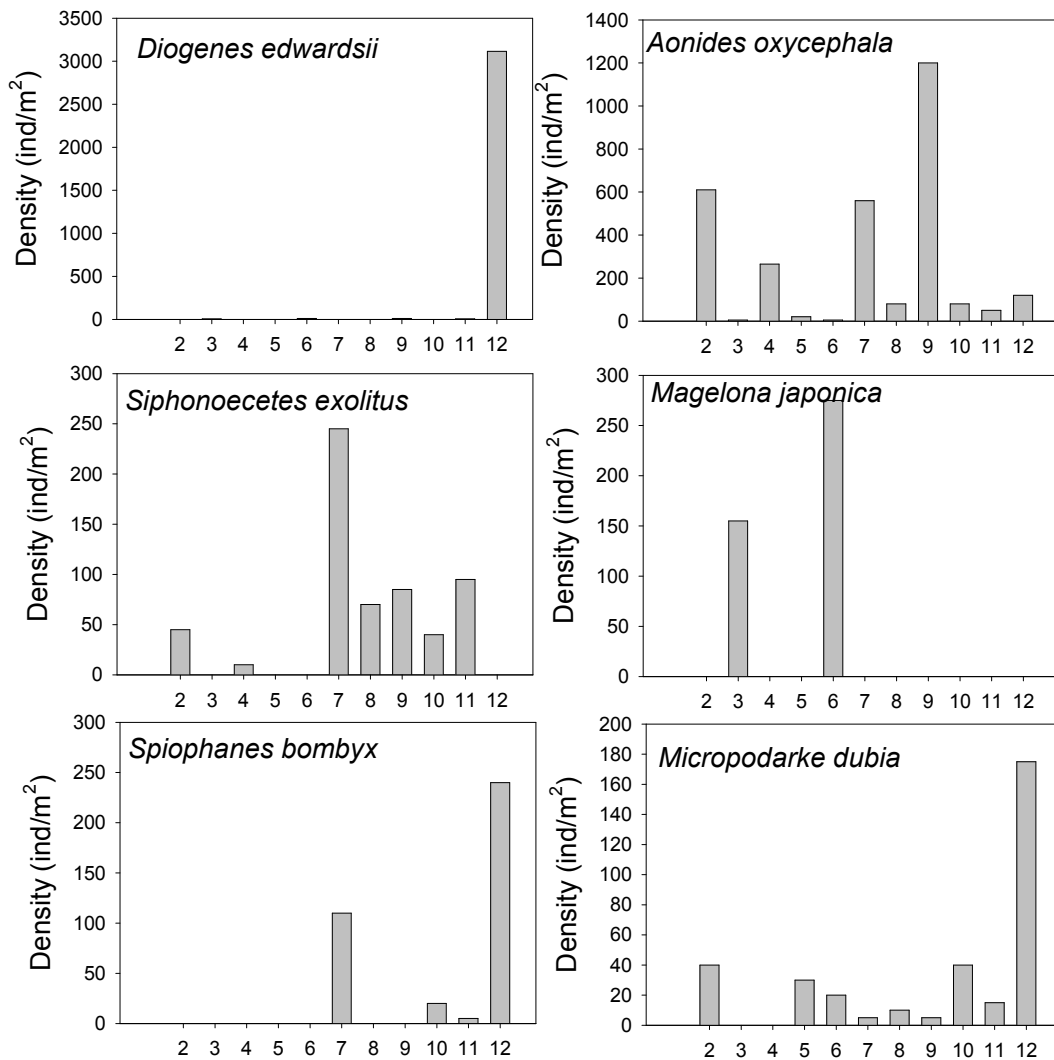 Diogenes edwardsii
Density (ind/m²)
3500
3000
2500
2000
1500
1000
500
0
2 3 4 5 6 7 8 9 10 11 12
Aonides oxycephala
Density (ind/m²)
1400
1200
1000
800
600
400
200
0
2 3 4 5 6 7 8 9 10 11 12
Siphonoecetes exolitus
Density (ind/m²)
300
250
200
150
100
50
0
2 3 4 5 6 7 8 9 10 11 12
Magelona japonica
Density (ind/m²)
300
250
200
150
100
50
0
2 3 4 5 6 7 8 9 10 11 12
Spiophanes bombyx
Density (ind/m²)
300
250
200
150
100
50
0
2 3 4 5 6 7 8 9 10 11 12
Micropodarke dubia
Density (ind/m²)
200
180
160
140
120
100
80
60
40
20
0
2 3 4 5 6 7 8 9 10 11 12